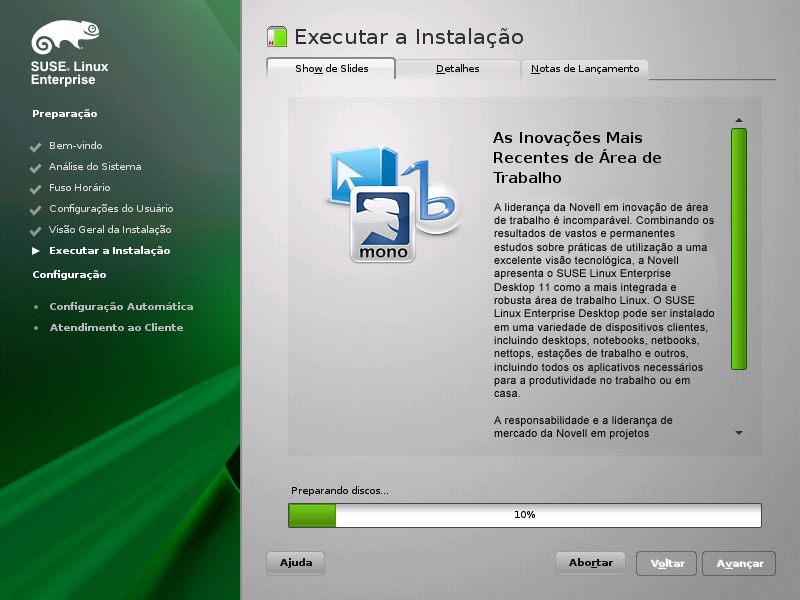 SUSE. Linux
Enterprise
Preparação
Bem-vindo
Análise do Sistema
Fuso Horário
Configurações do Usuário
Visão Geral da Instalação
Executar a Instalação
Configuração
Configuração Automática
Atendimento ao Cliente
Executar a Instalação
Show de Slides
Detalhes
Notas de Lançamento
mono
As Inovações Mais
Recentes de Área de
Trabalho
A liderança da Novell em inovação de área
de trabalho é incomparável. Combinando os
resultados de vastos e permanentes
estudos sobre práticas de utilização a uma
excelente visão tecnológica, a Novell
apresenta o SUSE Linux Enterprise
Desktop 11 como a mais integrada e
robusta área de trabalho Linux. O SUSE
Linux Enterprise Desktop pode ser instalado
em uma variedade de dispositivos clientes,
incluindo desktops, notebooks, netbooks,
nettops, estações de trabalho e outros,
incluindo todos os aplicativos necessários
para a produtividade no trabalho ou em
casa.
A responsabilidade e a liderança de
mercado da Novell em projetos
Preparando discos...
10%
Ajuda
Abortar
Voltar
Avançar